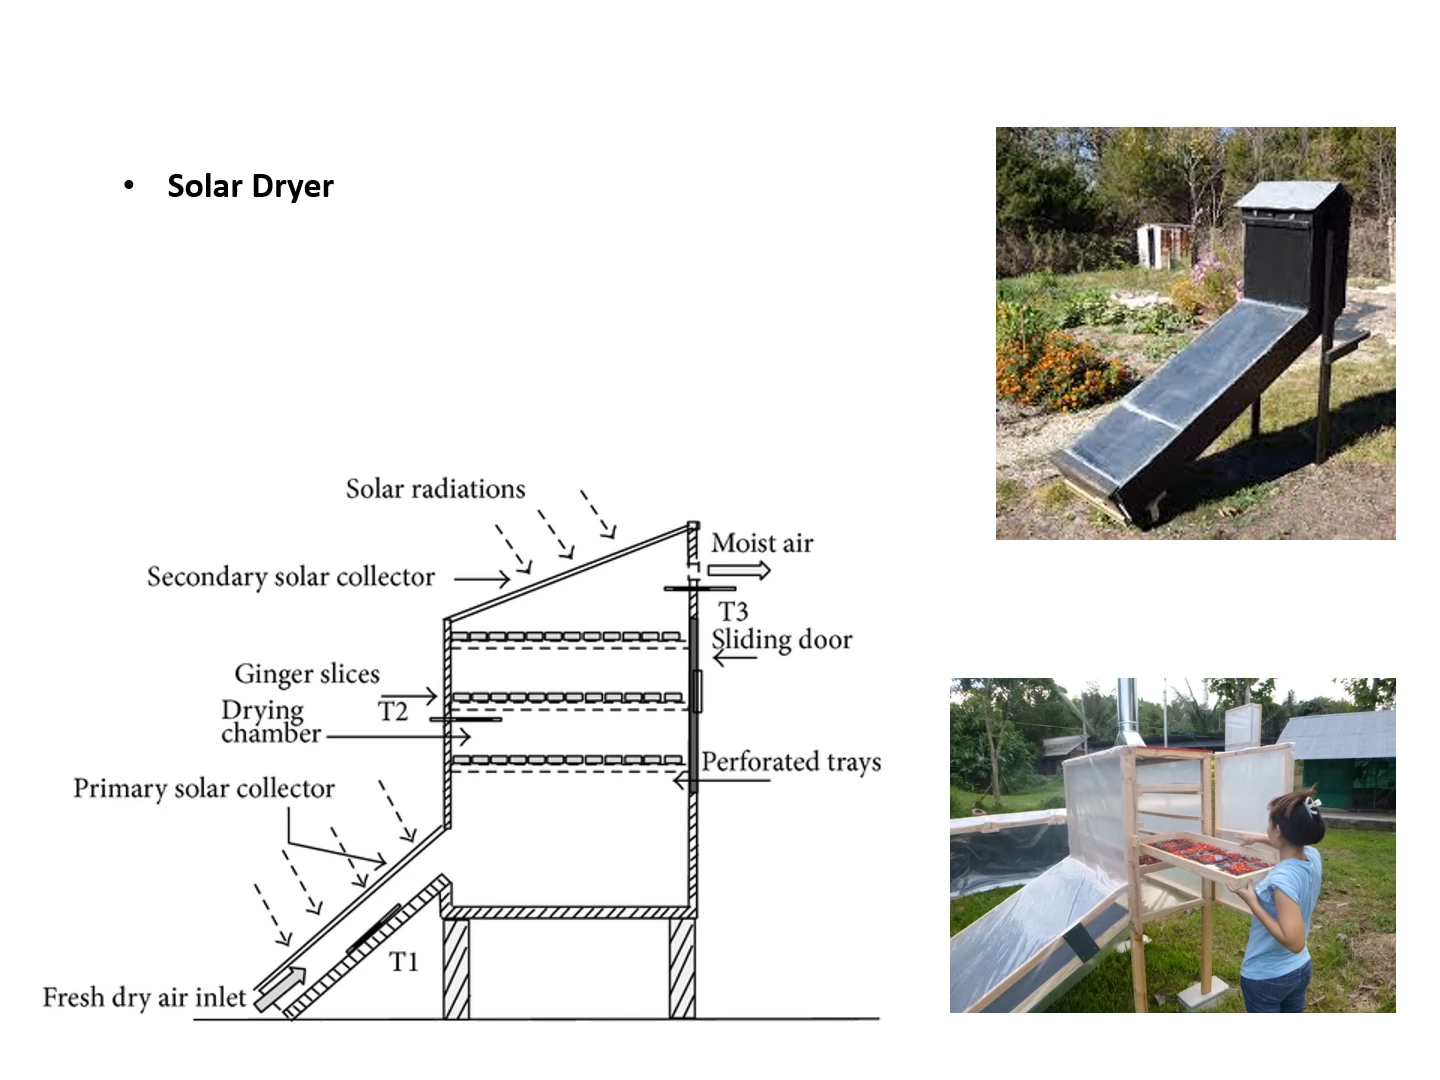 • Solar Dryer
Solar radiations
Moist air
Secondary solar collector
T3
Sliding door
Ginger slices
T2
Drying
chamber
Perforated trays
Primary solar collector
T1
Fresh dry air inlet